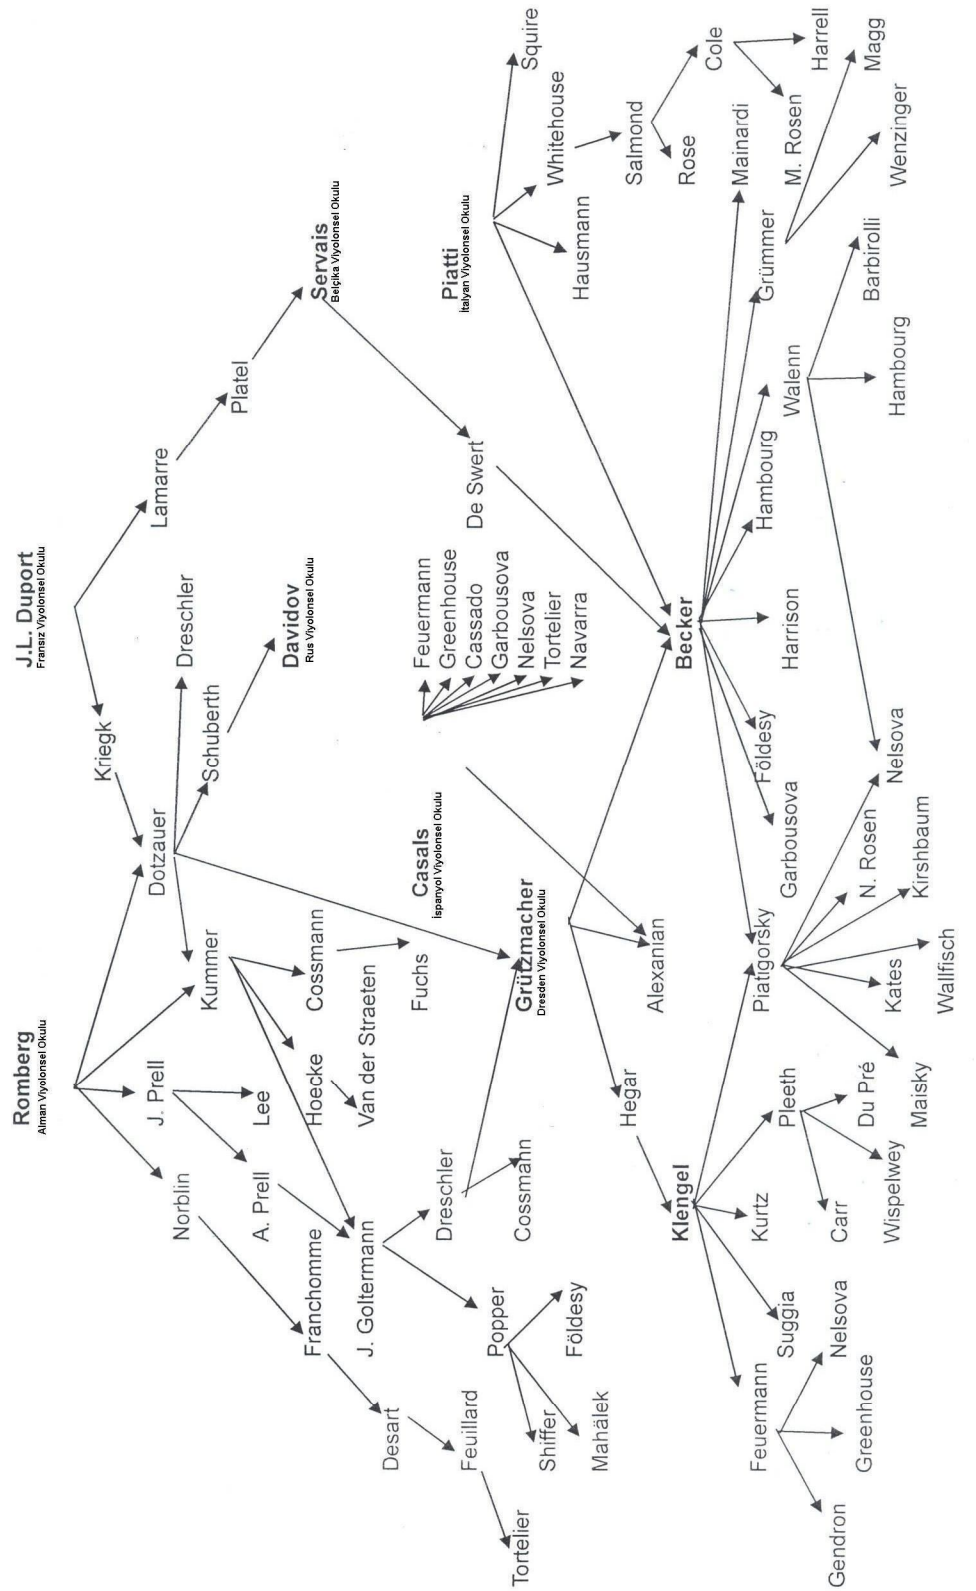 Romberg
Alman Viyolonsel Okulu
J.L. Duport
Fransız Viyolonsel Okulu
Kriegk
Lamarre
Norblin
J. Prell
Kummer
Dotzauer
Schuberth
Dreschler
Platel
A. Prell
Lee
Hoecke
Cossmann
Davidov
Rus Viyolonsel Okulu
Servais
Belçika Viyolonsel Okulu
Franchomme
J. Goltermann
Van der Straeten
Desart
Fuchs
Casals
İspanyol Viyolonsel Okulu
Feuermann
Greenhouse
Cassado
Garbousova
Nelsova
Tortelier
Navarra
De Swert
Piatti
İtalyan Viyolonsel Okulu
Feuillard
Dreschler
Popper
Cossmann
Grützmacher
Dresden Viyolonsel Okulu
Hausmann
Whitehouse
Squire
Tortelier
Shiffer
Mahälek
Földesy
Hegar
Alexanian
Salmond
Rose
Cole
Klengel
Becker
Mainardi
M. Rosen
Harrell
Feuermann
Suggia
Kurtz
Pleeth
Piatigorsky
Garbousova
Földesy
Harrison
Hambourg
Walenn
Grümmer
Magg
Wenzinger
Gendron
Greenhouse
Nelsova
Carr
Wispelwey
Du Pré
Maisky
Kates
Wallfisch
N. Rosen
Kirshbaum
Nelsova
Hambourg
Barbirolli